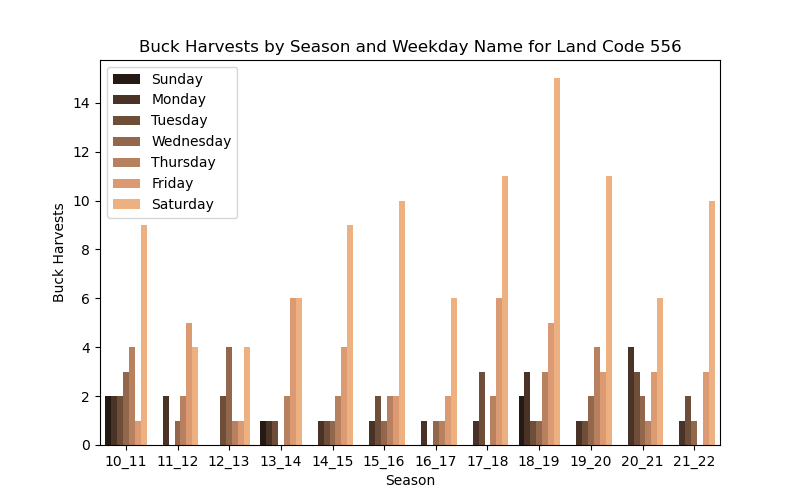 Buck Harvests by Season and Weekday Name for Land Code 556
Sunday
Monday
Tuesday
Wednesday
Thursday
Friday
Saturday
14
12
10
8
6
4
2
0
Buck Harvests
10_11 11_12 12_13 13_14 14_15 15_16 16_17 17_18 18_19 19_20 20_21 21_22
Season